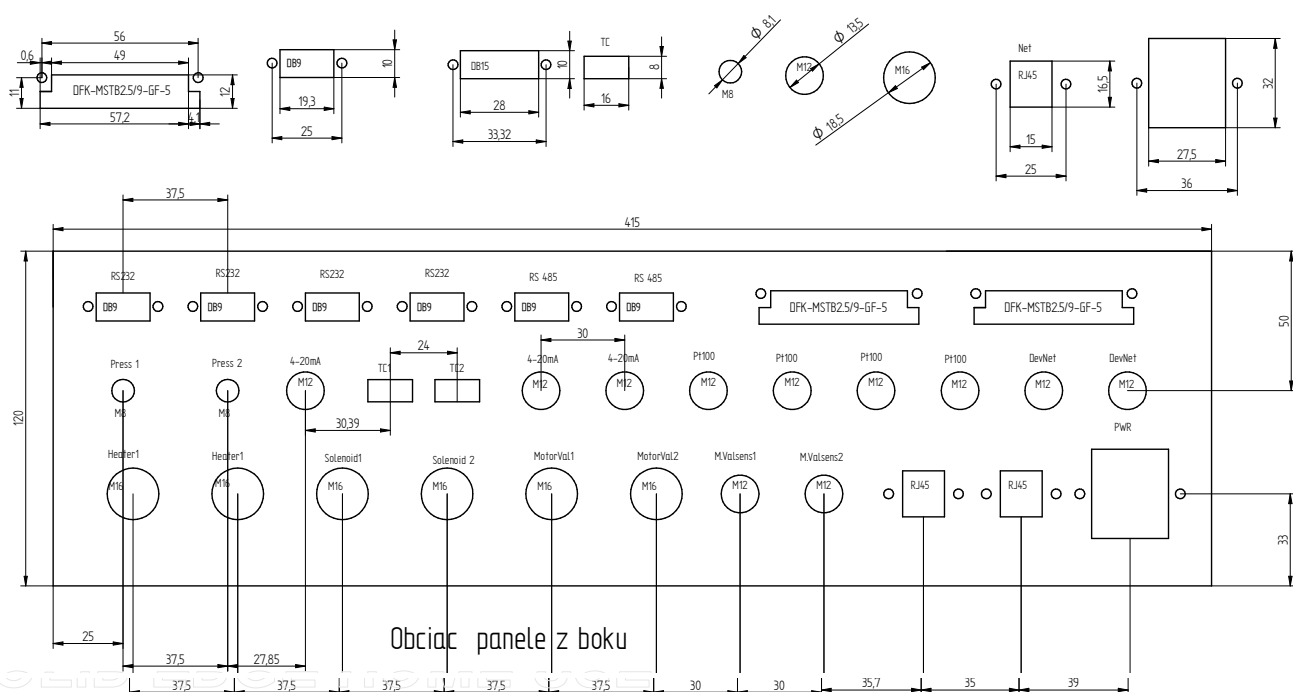 56
0,6
49
11
DFK-MSTB2.5/9-GF-5
12
57,2
4,1
DB9
10
19,3
25
DB15
10
28
33,32
TC
8
16
Φ 8,1
M8
Φ 13,5
M12
M16
Φ 18,5
Net
RJ45
16,5
15
25
32
27,5
36
37,5
415
RS232 RS232 RS232 RS232 RS 485 RS 485
DB9 DB9 DB9 DB9 DB9 DB9 DFK-MSTB2.5/9-GF-5 DFK-MSTB2.5/9-GF-5
50
24
30
Press 1 Press 2 4-20mA TC1 TC2 4-20mA 4-20mA Pt100 Pt100 Pt100 Pt100 DevNet DevNet
M12 M12 M12 M12 M12 M12 M12 M12 M12
M8 M8
30,39
120
PWR
Heater1 Heater1 Solenoid1 Solenoid 2 MotorVal1 MotorVal2 M.Valsens1 M.Valsens2
M16 M16 M16 M16 M16 M16 M12 M12 RJ45 RJ45
33
25
Obciac panele z boku
37,5 27,85
37,5 37,5 37,5 37,5 37,5 30 30 35,7 35 39
SOLID EDGE HOME USE